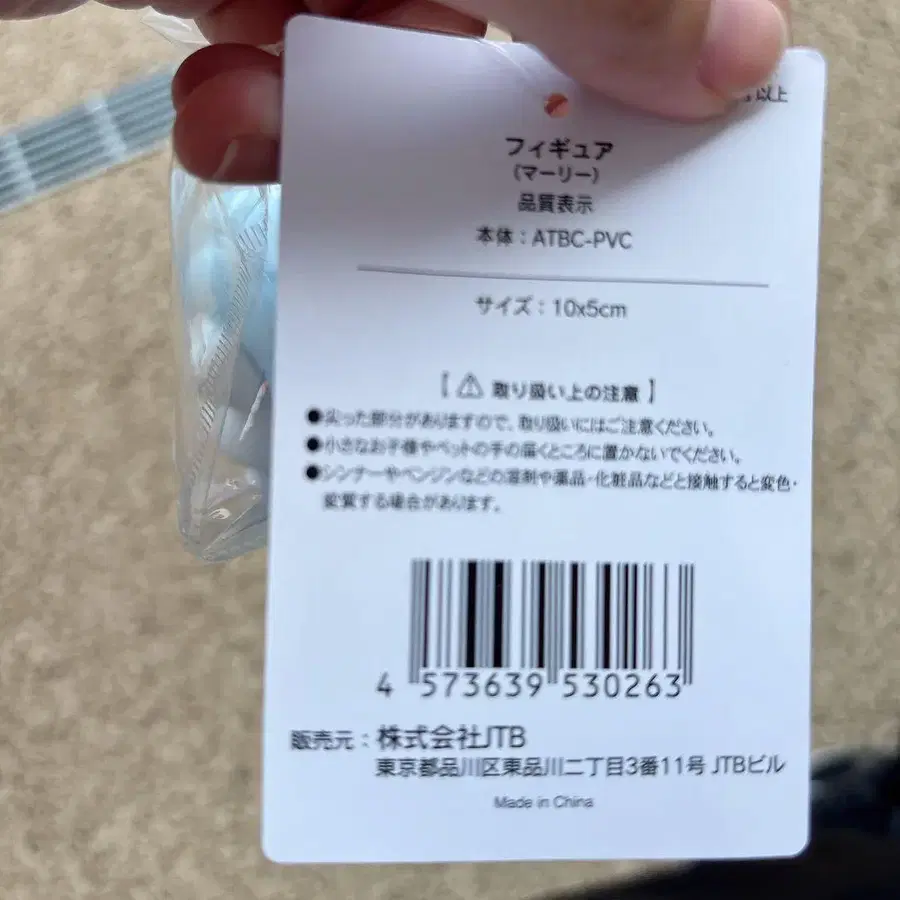 以上
フィギュア
(マーリー)
品質表示
本体：ATBC-PVC
サイズ：10x5cm
【⚠取り扱い上の注意】
●尖った部分がありますので、取り扱いにはご注意ください。
●小さなお子様やペットの手の届くところに置かないでください。
●シンナーやベンジンなどの溶剤や薬品・化粧品などと接触すると変色・
変質する場合があります。
4 573639 530263
販売元：株式会社JTB
東京都品川区東品川二丁目3番11号 JTBビル
Made in China